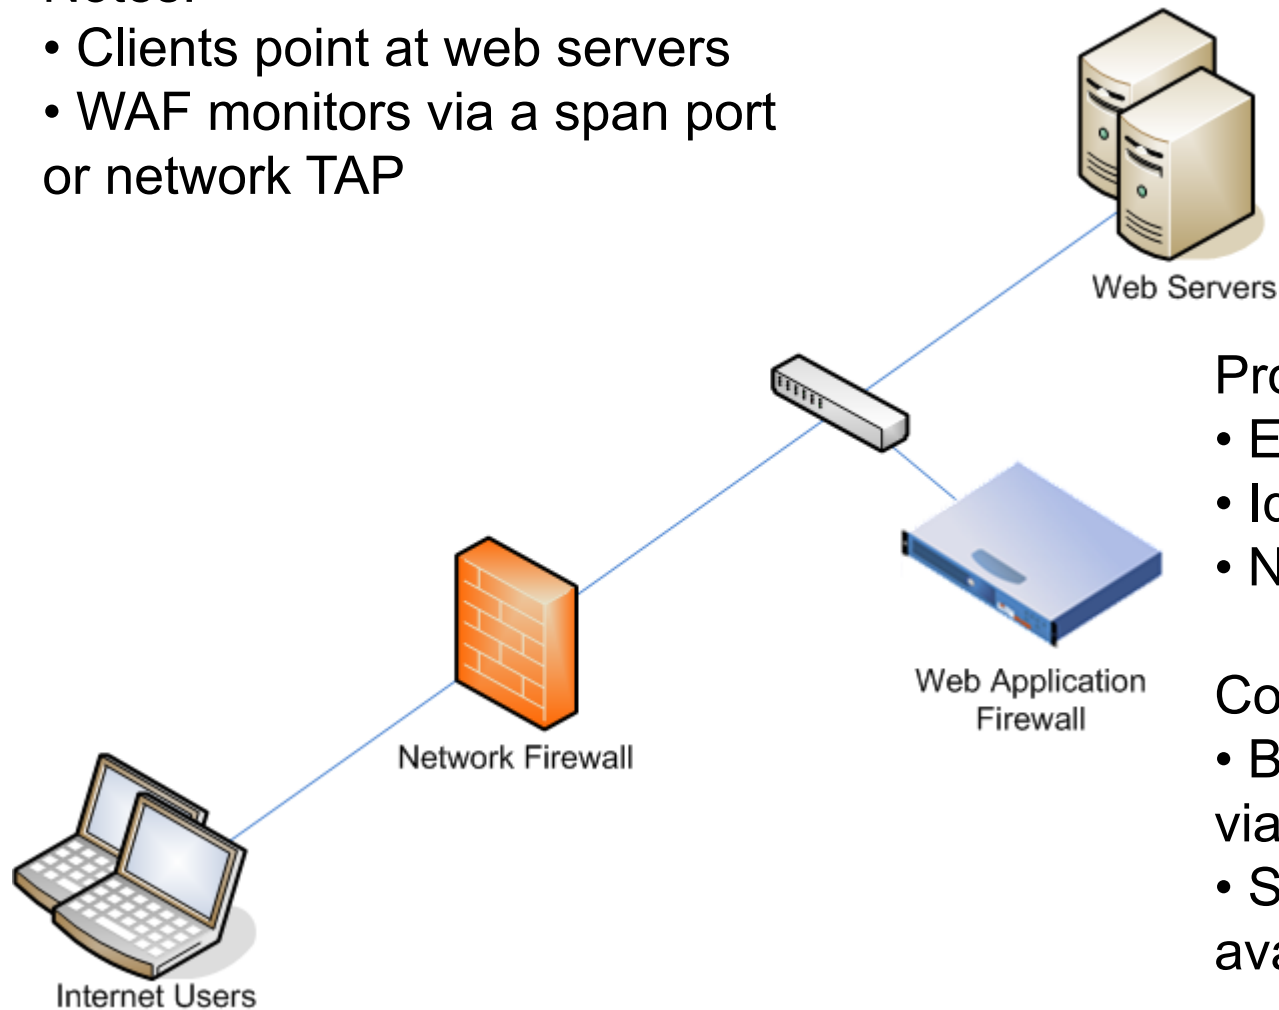 • Clients point at web servers
• WAF monitors via a span port
or network TAP
Web Servers
Web Application
Firewall
Network Firewall
via
Internet Users